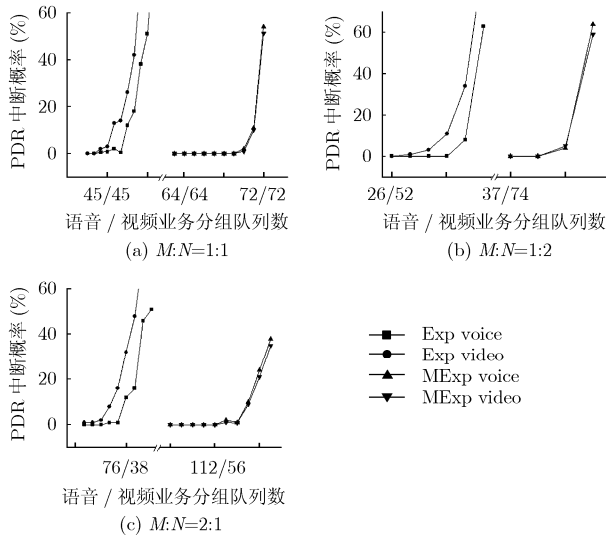 60
40
20
0
PDR 中断概率 (%)
45/45
64/64
72/72
语音 / 视频业务分组队列数
(a) M:N=1:1
60
40
20
0
PDR 中断概率 (%)
26/52
37/74
语音 / 视频业务分组队列数
(b) M:N=1:2
60
40
20
0
PDR 中断概率 (%)
76/38
112/56
语音 / 视频业务分组队列数
(c) M:N=2:1
Exp voice
Exp video
MExp voice
MExp video